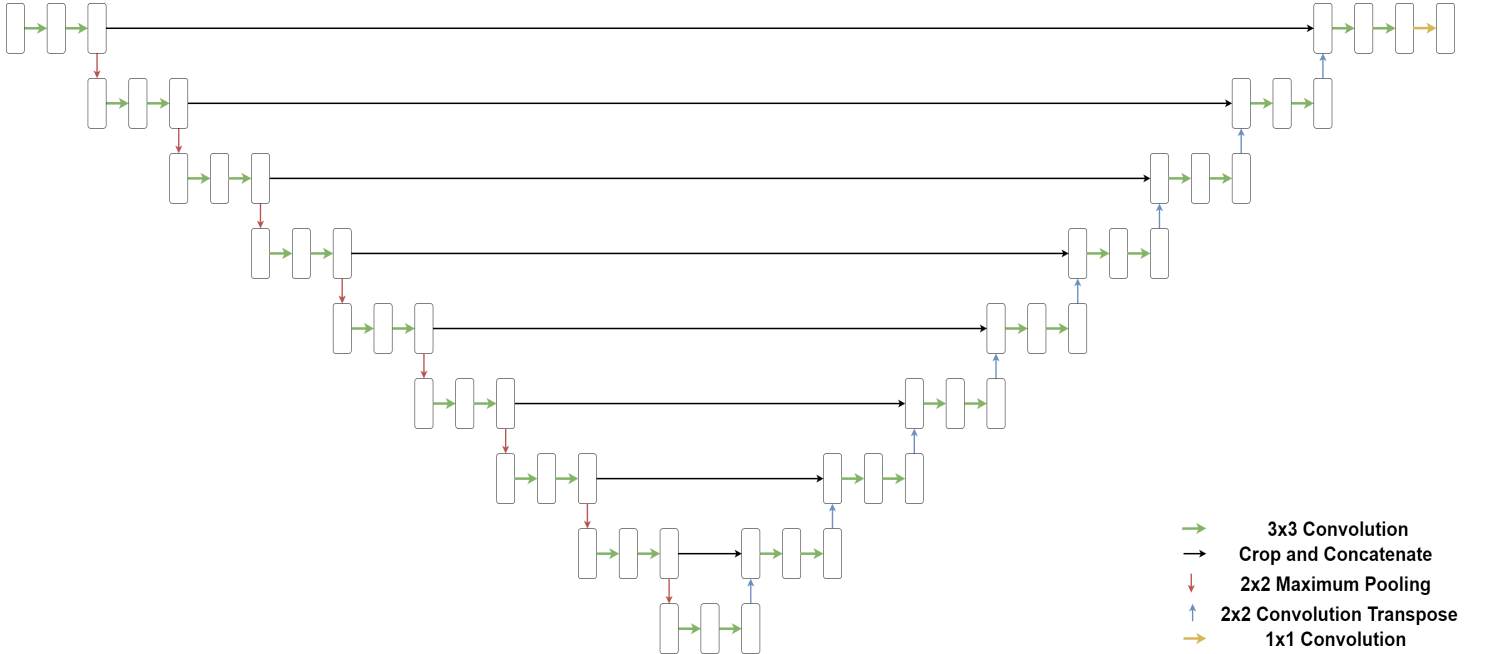 3x3 Convolution
Crop and Concatenate
2x2 Maximum Pooling
2x2 Convolution Transpose
1x1 Convolution